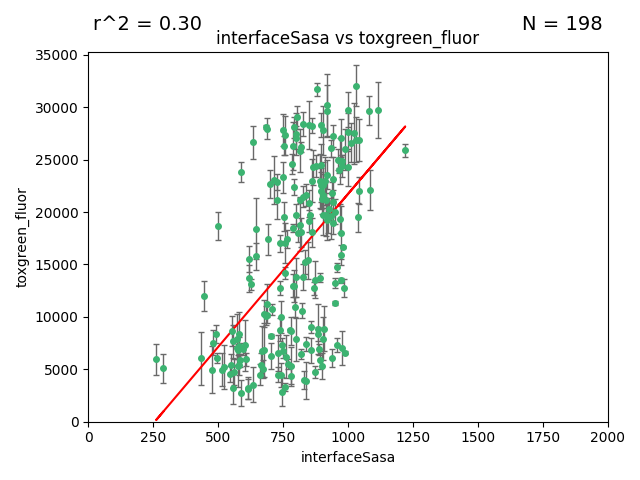 r^2 = 0.30
N = 198
interfaceSasa vs toxgreen_fluor
35000
30000
25000
20000
15000
10000
5000
0
toxgreen_fluor
0 250 500 750 1000 1250 1500 1750 2000
interfaceSasa